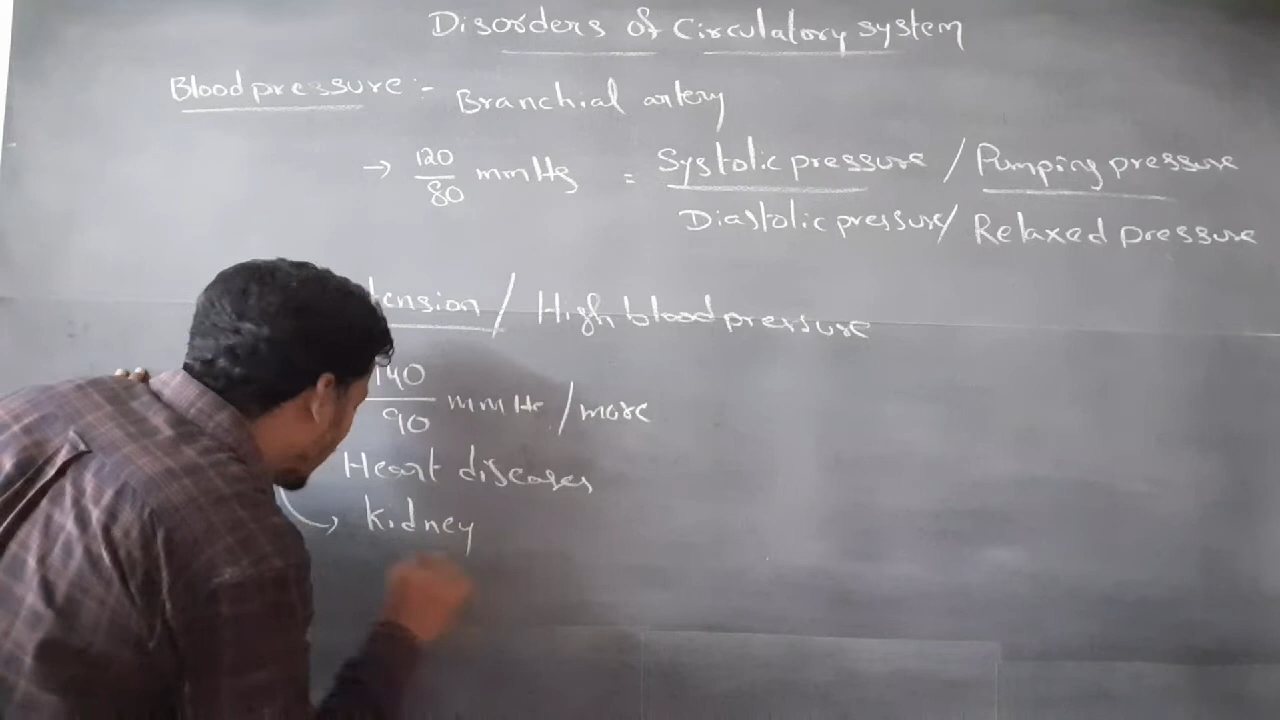 Disorders of Circulatory system
Blood pressure :- Branchial artery
→ 120/80 mmHg = Systolic pressure / Pumping pressure
Diastolic pressure/ Relaxed pressure
tension / High blood pressure
140/90 mmHg / more
Heart diseases
→ kidney